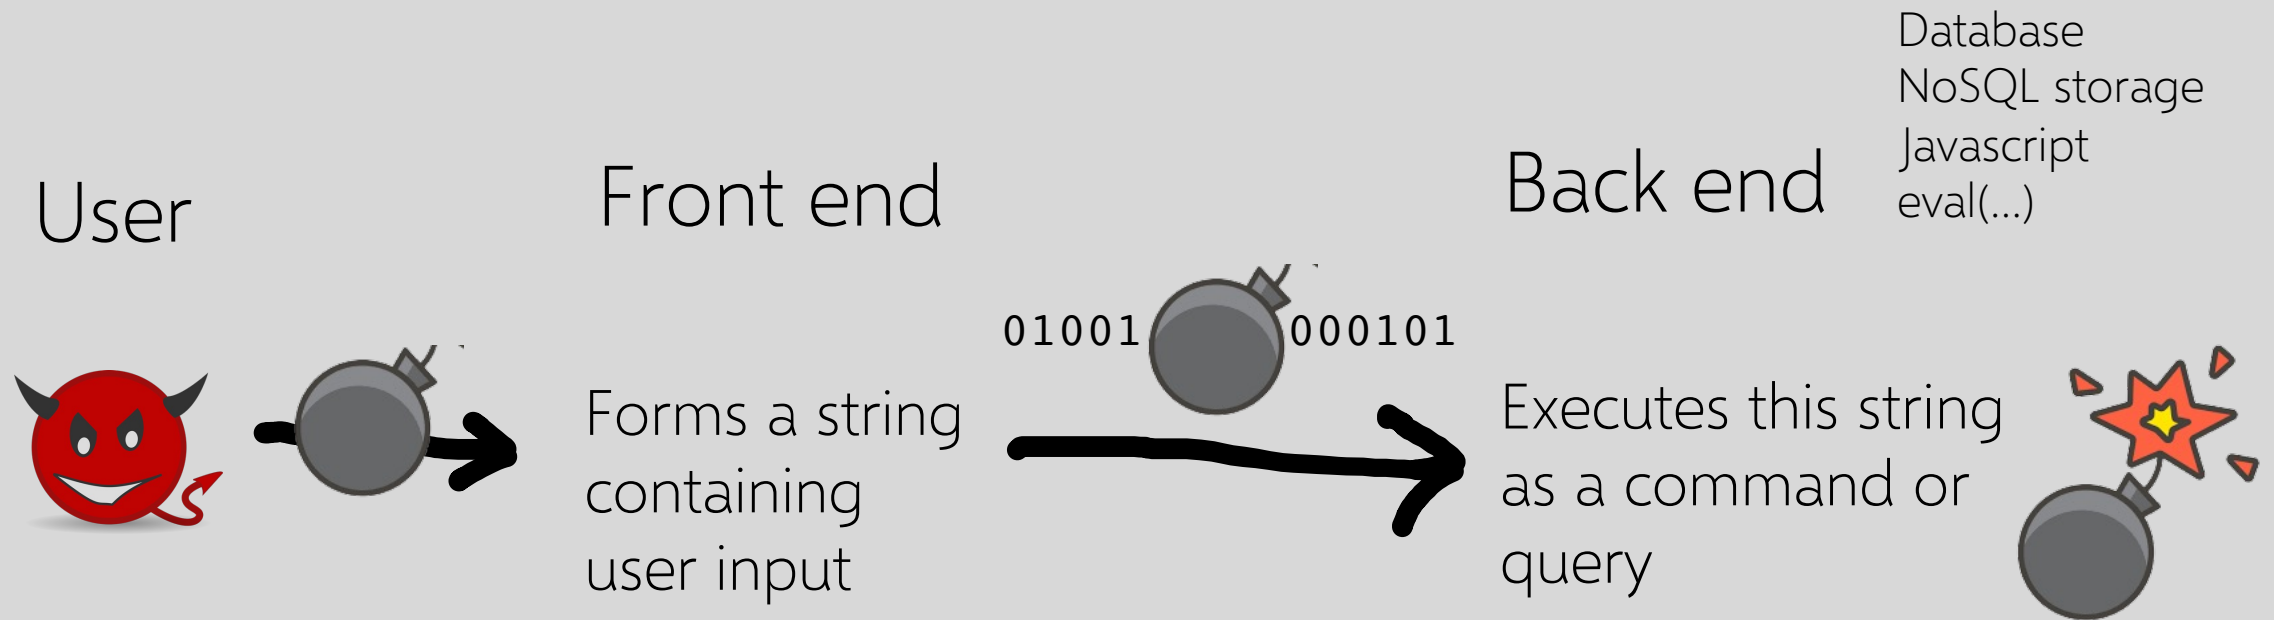 User
Front end
Back end
Database
NoSQL storage
Javascript
eval(...)
01001 000101
Forms a string
containing
user input
Executes this string
as a command or
query